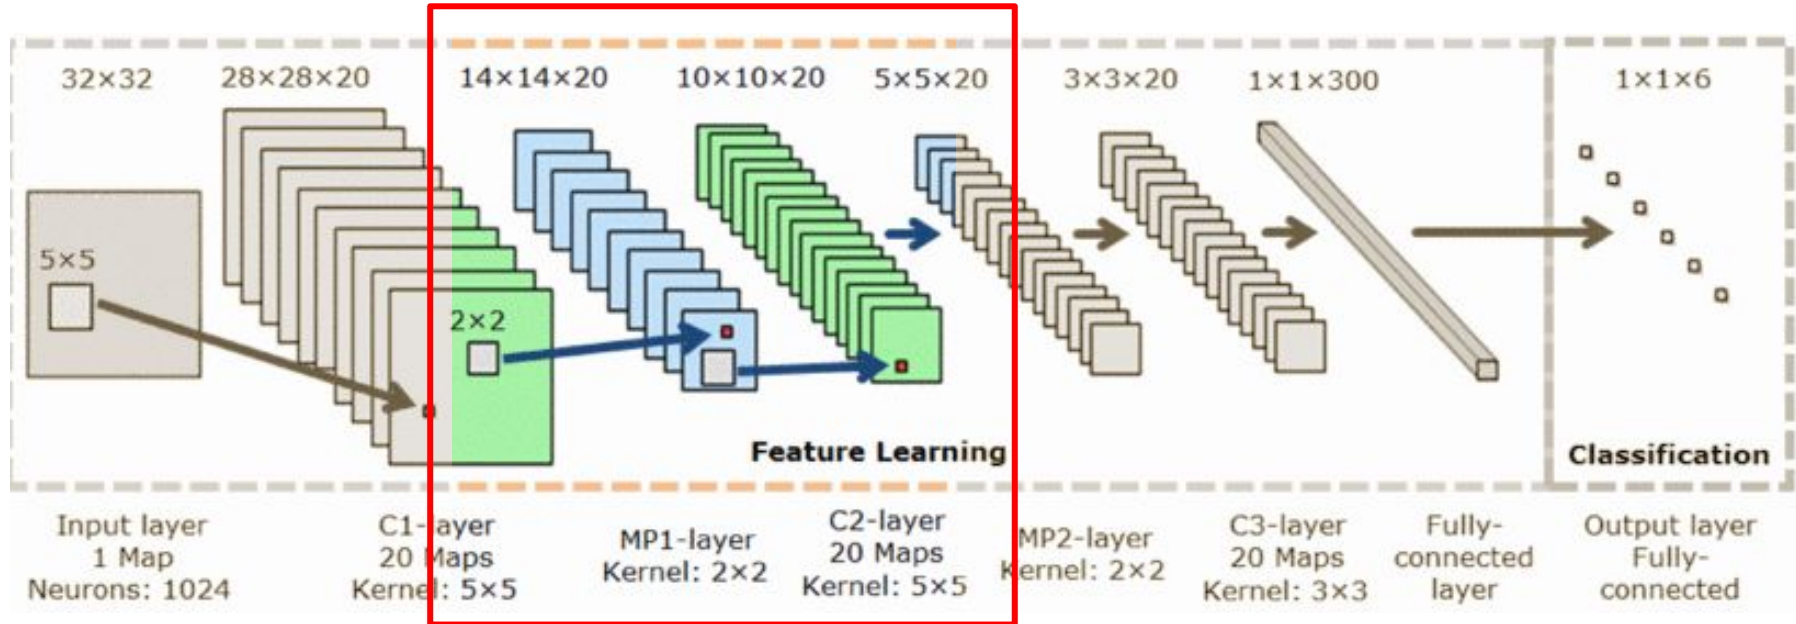 32×32
28×28×20
14×14×20
10×10×20
5×5×20
3×3×20
1×1×300
1×1×6
5×5
2×2
Feature Learning
Classification
Input layer
1 Map
Neurons: 1024
C1-layer
20 Maps
Kernel: 5×5
MP1-layer
Kernel: 2×2
C2-layer
20 Maps
Kernel: 5×5
MP2-layer
Kernel: 2×2
C3-layer
20 Maps
Kernel: 3×3
Fully-
connected
layer
Output layer
Fully-
connected